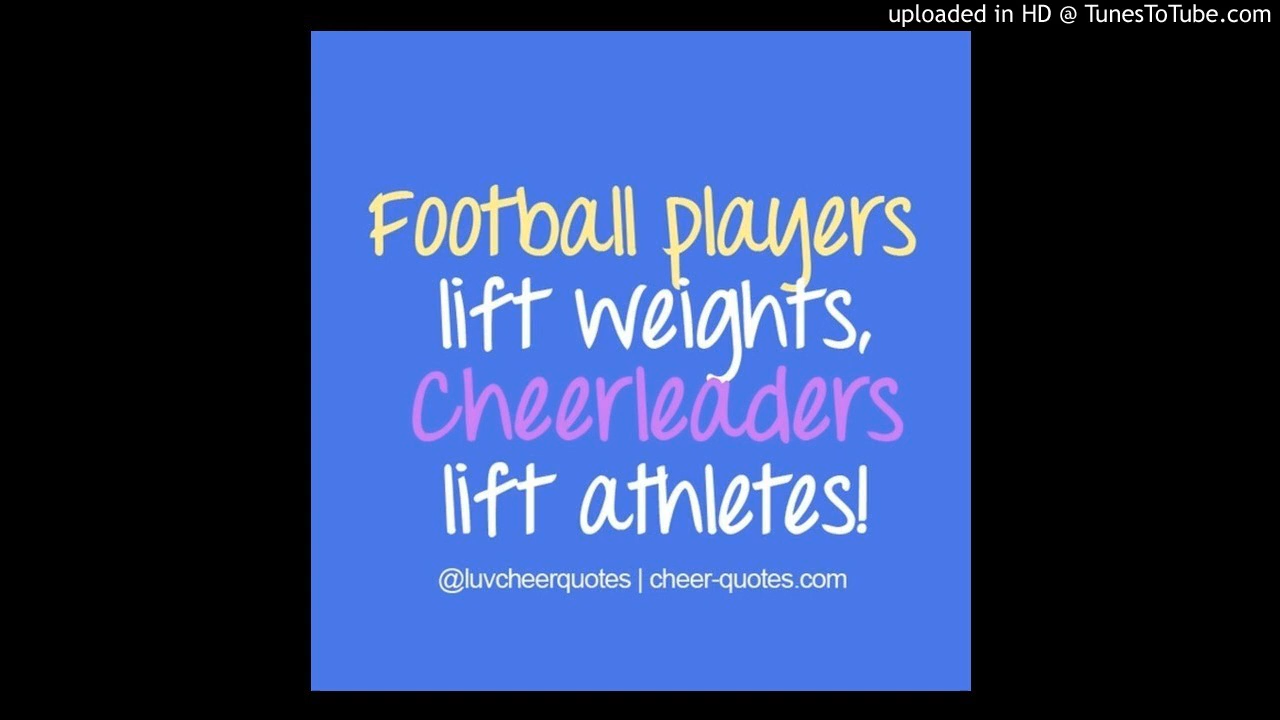 uploaded in HD @ TunesToTube.com
Football players
lift weights,
Cheerleaders
lift athletes!
@luvcheerquotes | cheer-quotes.com